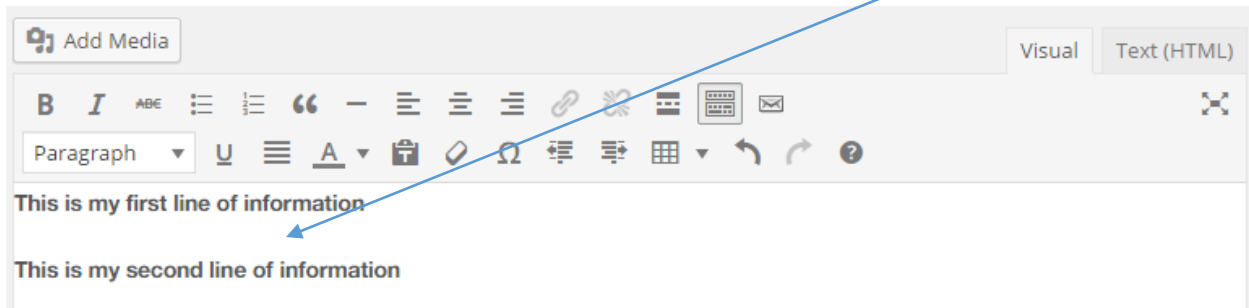 Add Media
Visual Text (HTML)
B I ABE
Paragraph U A T Ω ?
This is my first line of information
This is my second line of information